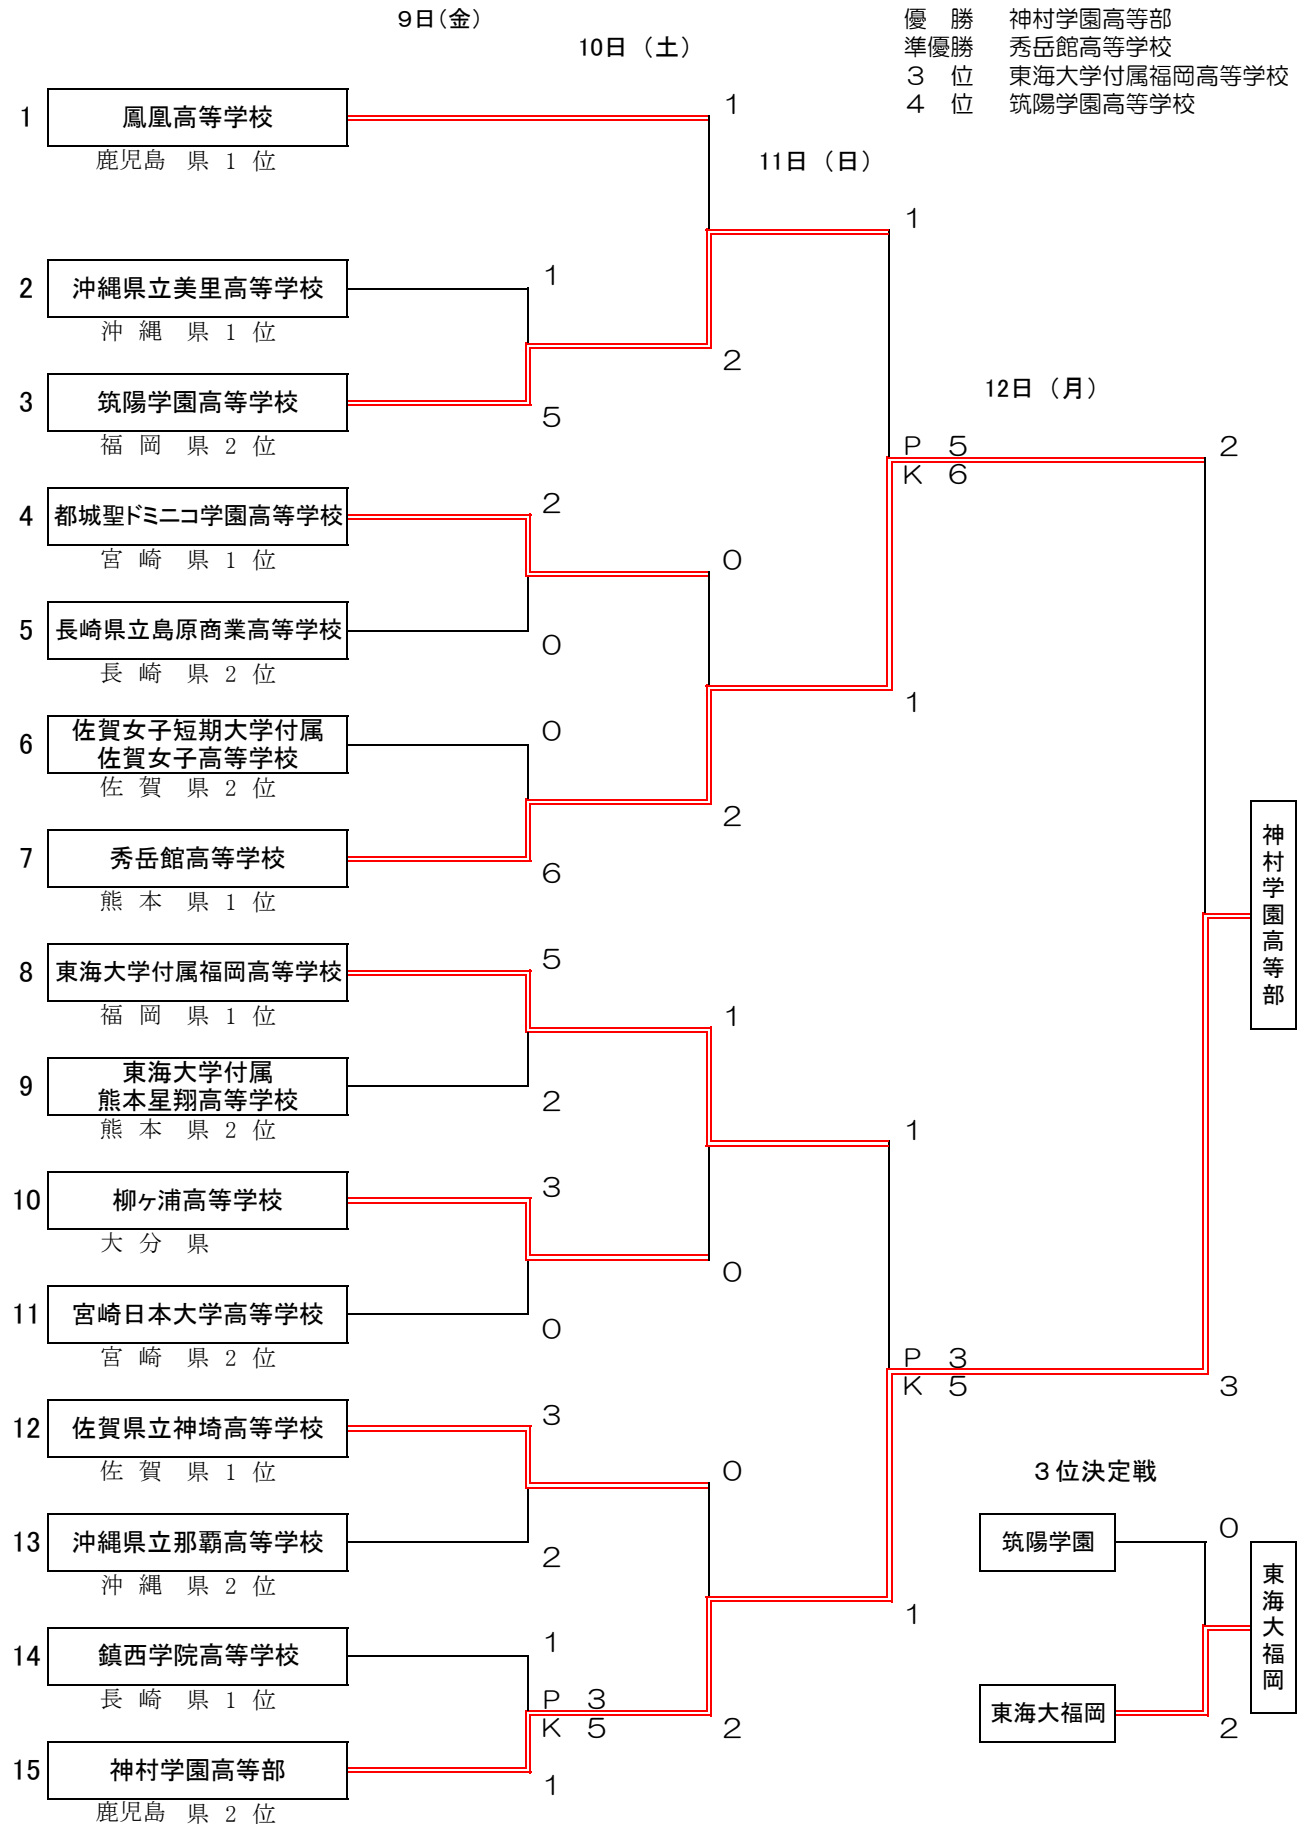 ９日（金）
10日（土）
優　勝　神村学園高等部
準優勝　秀岳館高等学校
３　位　東海大学付属福岡高等学校
４　位　筑陽学園高等学校
1
鳳凰高等学校
1
鹿児島 県 1 位
11日（日）
1
2
沖縄県立美里高等学校
1
沖縄 県 1 位
2
3
筑陽学園高等学校
5
福岡 県 2 位
12日（月）
P 5
K 6
2
4
都城聖ドミニコ学園高等学校
2
宮崎 県 1 位
0
5
長崎県立島原商業高等学校
0
長崎 県 2 位
1
6
佐賀女子短期大学付属
佐賀女子高等学校
0
佐賀 県 2 位
2
7
秀岳館高等学校
6
熊本 県 1 位
神村学園高等部
8
東海大学付属福岡高等学校
5
福岡 県 1 位
1
9
東海大学付属
熊本星翔高等学校
2
熊本 県 2 位
1
10
柳ヶ浦高等学校
3
大分 県
0
11
宮崎日本大学高等学校
0
宮崎 県 2 位
P 3
K 5
3
12
佐賀県立神埼高等学校
3
佐賀 県 1 位
0
３位決定戦
13
沖縄県立那覇高等学校
2
沖縄 県 2 位
筑陽学園
0
東海大福岡
1
14
鎮西学院高等学校
1
長崎 県 1 位
P 3
K 5
2
東海大福岡
2
15
神村学園高等部
1
鹿児島 県 2 位